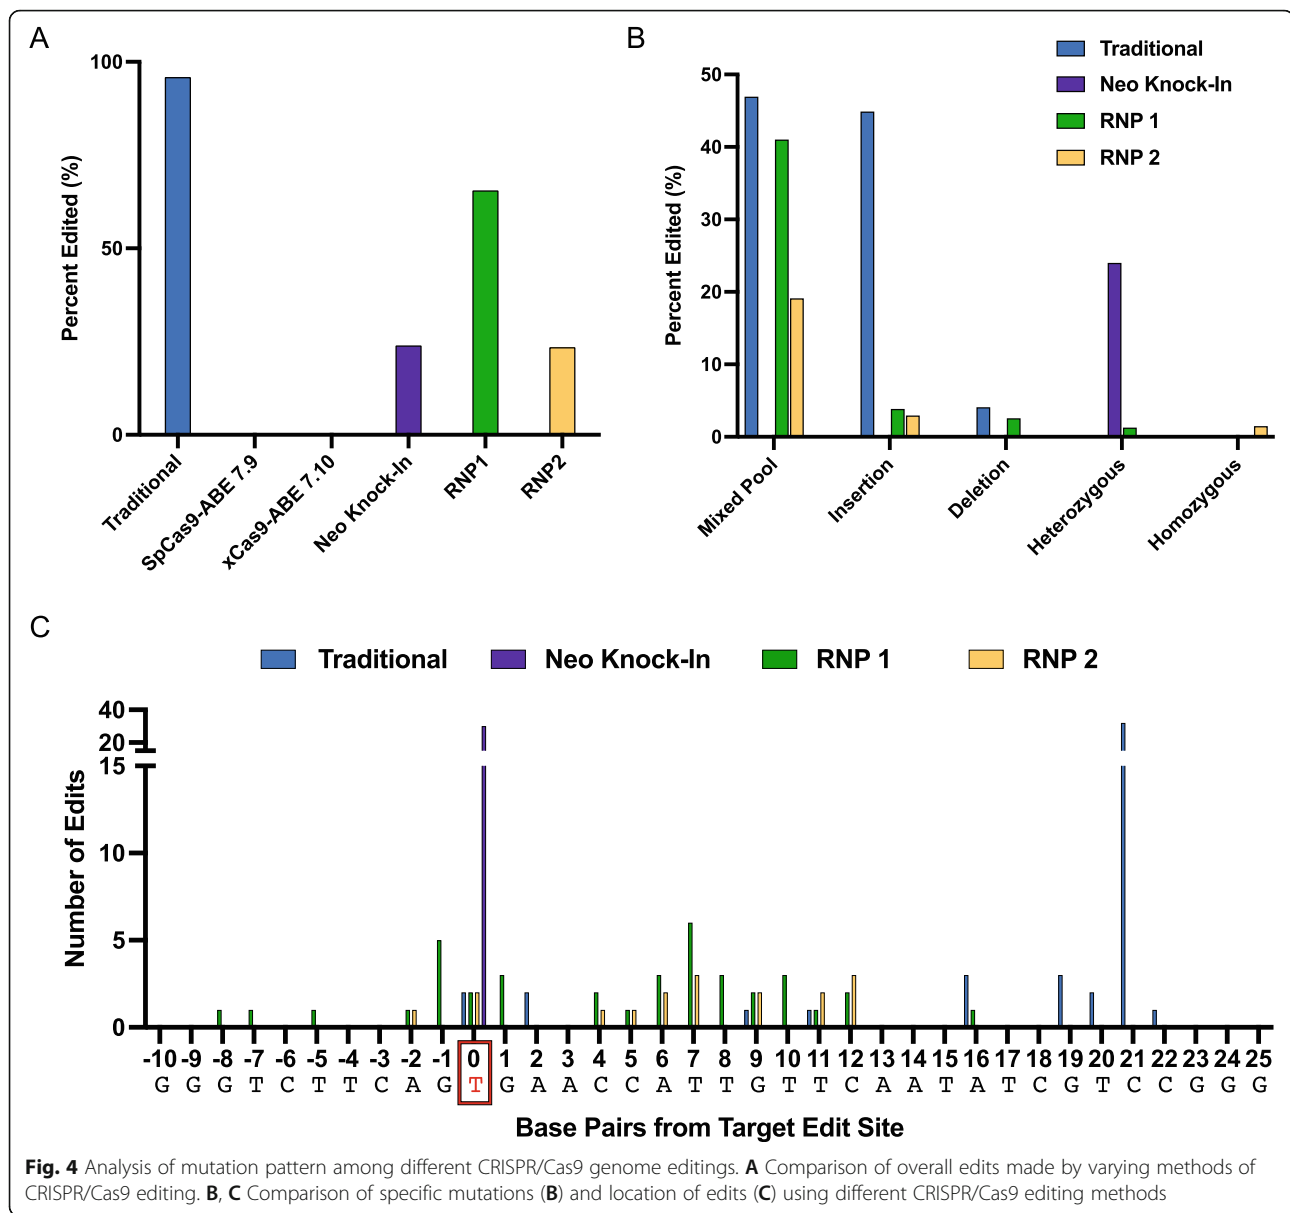 A
100
50
0
Percent Edited (%)
Traditional
SpCas9-ABE 7.9
xCas9-ABE 7.10
Neo Knock-In
RNP1
RNP2
B
Traditional
Neo Knock-In
RNP 1
RNP 2
50
40
30
20
10
0
Percent Edited (%)
Mixed Pool
Insertion
Deletion
Heterozygous
Homozygous
C
Traditional Neo Knock-In RNP 1 RNP 2
40
20
15
10
5
0
Number of Edits
-10 -9 -8 -7 -6 -5 -4 -3 -2 -1 0 1 2 3 4 5 6 7 8 9 10 11 12 13 14 15 16 17 18 19 20 21 22 23 24 25
G G G T C T T C A G T G A A C C A T T G T T C A A T A T C G T C C G G G
Base Pairs from Target Edit Site
Fig. 4 Analysis of mutation pattern among different CRISPR/Cas9 genome editings. A Comparison of overall edits made by varying methods of
CRISPR/Cas9 editing. B, C Comparison of specific mutations (B) and location of edits (C) using different CRISPR/Cas9 editing methods